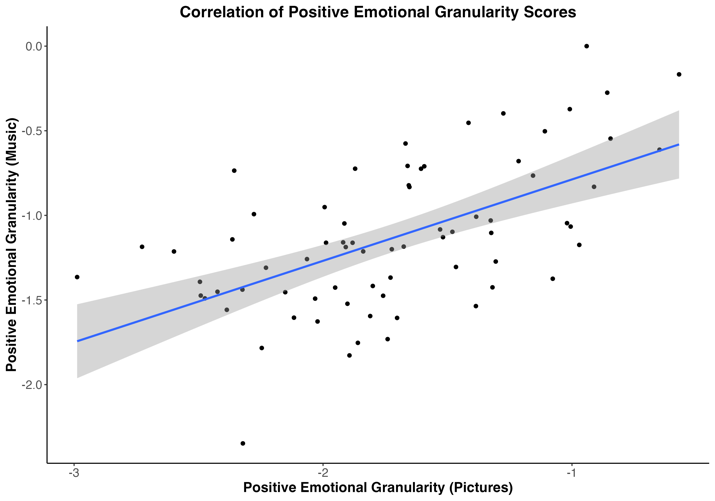 Correlation of Positive Emotional Granularity Scores
0.0
-0.5
-1.0
-1.5
-2.0
Positive Emotional Granularity (Music)
-3
-2
-1
Positive Emotional Granularity (Pictures)